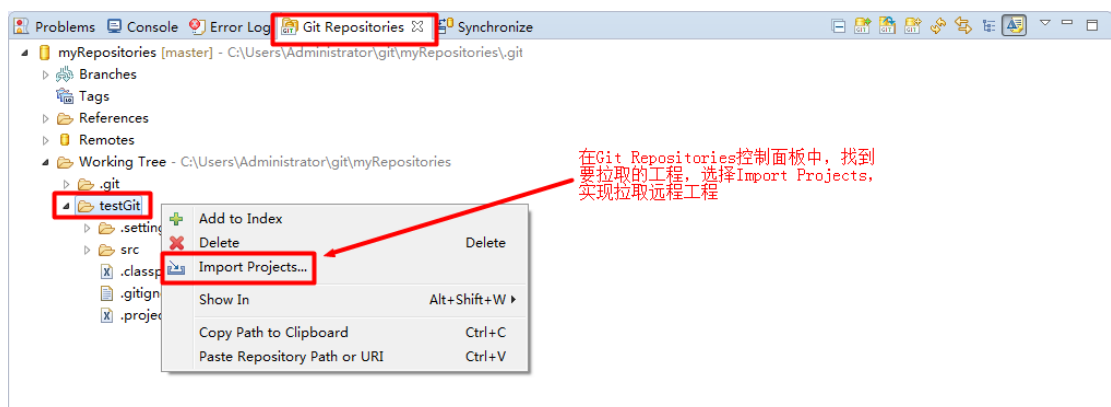 Problems Console Error Log Git Repositories Synchronize
myRepositories [master] - C:\Users\Administrator\git\myRepositories\.git
Branches
Tags
References
Remotes
Working Tree - C:\Users\Administrator\git\myRepositories
.git
testGit
.setting
src
.classp
.gitign
.projec
Add to Index
Delete Delete
Import Projects...
Show In Alt+Shift+W
Copy Path to Clipboard Ctrl+C
Paste Repository Path or URI Ctrl+V
在Git Repositories控制面板中，找到
要拉取的工程，选择Import Projects，
实现拉取远程工程